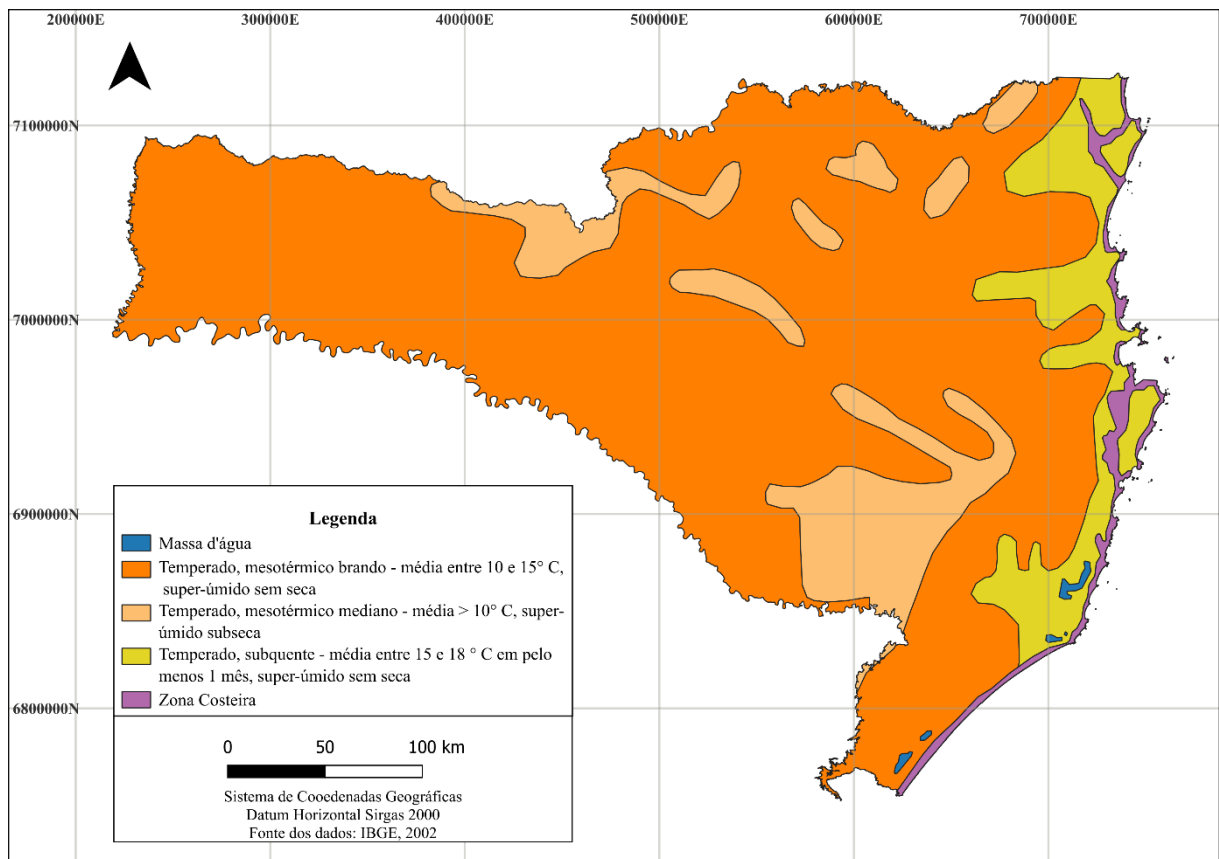 200000E 300000E 400000E 500000E 600000E 700000E
7100000N
7000000N
6900000N
6800000N
Legenda
Massa d'água
Temperado, mesotérmico brando - média entre 10 e 15° C,
super-úmido sem seca
Temperado, mesotérmico mediano - média > 10° C, super-
úmido subseca
Temperado, subquente - média entre 15 e 18 ° C em pelo
menos 1 mês, super-úmido sem seca
Zona Costeira
0 50 100 km
Sistema de Cooedenadas Geográficas
Datum Horizontal Sirgas 2000
Fonte dos dados: IBGE, 2002